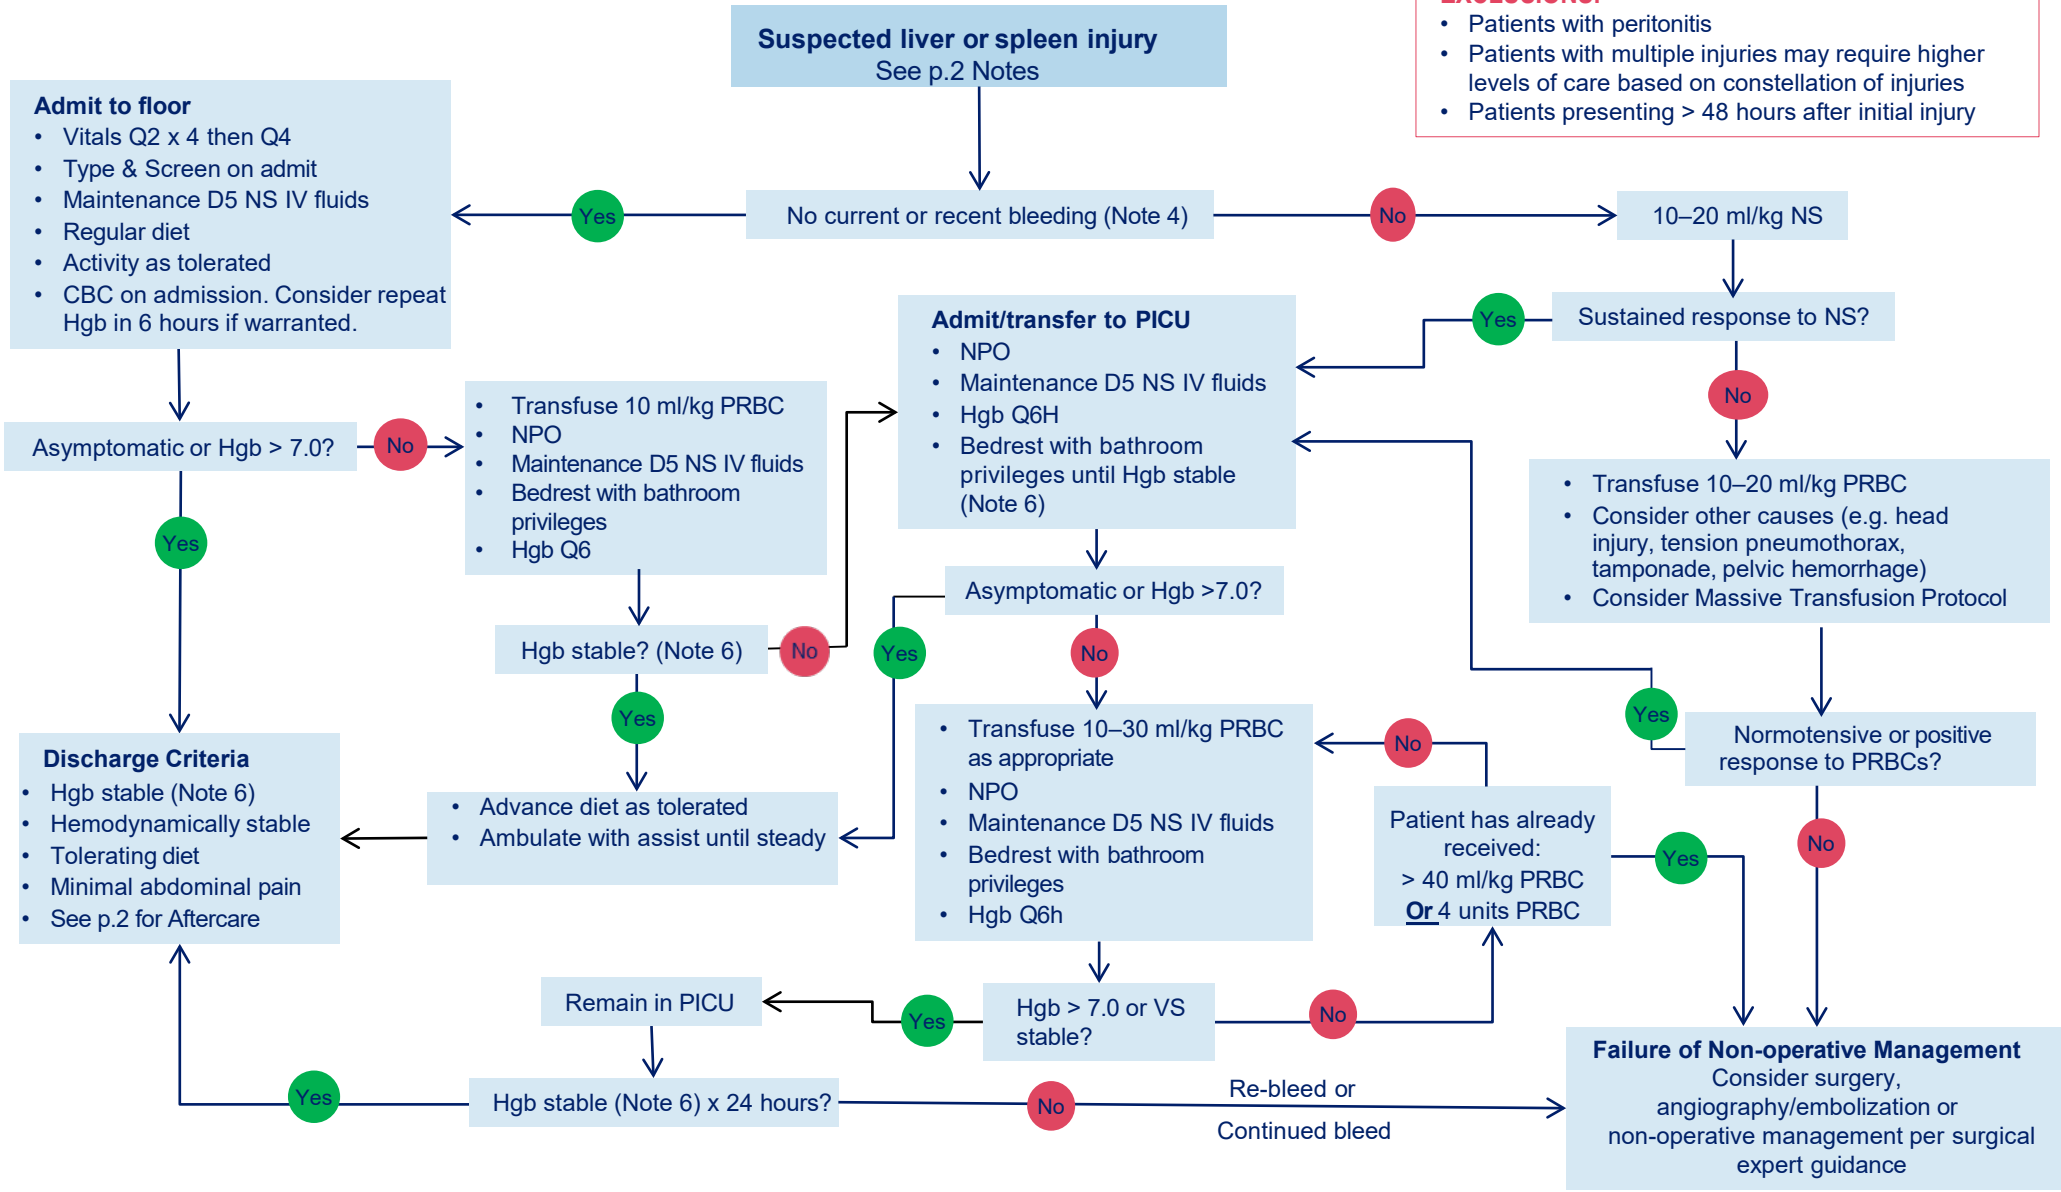 EXCLUSIONS:
• Patients with peritonitis
• Patients with multiple injuries may require higher
levels of care based on constellation of injuries
• Patients presenting > 48 hours after initial injury
Suspected liver or spleen injury
See p.2 Notes
Admit to floor
• Vitals Q2 x 4 then Q4
• Type & Screen on admit
• Maintenance D5 NS IV fluids
• Regular diet
• Activity as tolerated
• CBC on admission. Consider repeat
Hgb in 6 hours if warranted.
Yes
No current or recent bleeding (Note 4)
No
10–20 ml/kg NS
Sustained response to NS?
Yes
No
Admit/transfer to PICU
• NPO
• Maintenance D5 NS IV fluids
• Hgb Q6H
• Bedrest with bathroom
privileges until Hgb stable
(Note 6)
Asymptomatic or Hgb > 7.0?
No
Yes
• Transfuse 10 ml/kg PRBC
• NPO
• Maintenance D5 NS IV fluids
• Bedrest with bathroom
privileges
• Hgb Q6
Hgb stable? (Note 6)
No
Yes
• Transfuse 10–20 ml/kg PRBC
• Consider other causes (e.g. head
injury, tension pneumothorax,
tamponade, pelvic hemorrhage)
• Consider Massive Transfusion Protocol
Asymptomatic or Hgb >7.0?
Yes
No
Normotensive or positive
response to PRBCs?
Yes
No
Discharge Criteria
• Hgb stable (Note 6)
• Hemodynamically stable
• Tolerating diet
• Minimal abdominal pain
• See p.2 for Aftercare
• Advance diet as tolerated
• Ambulate with assist until steady
• Transfuse 10–30 ml/kg PRBC
as appropriate
• NPO
• Maintenance D5 NS IV fluids
• Bedrest with bathroom
privileges
• Hgb Q6h
No
Patient has already
received:
> 40 ml/kg PRBC
Or 4 units PRBC
Yes
Remain in PICU
Yes
Hgb > 7.0 or VS
stable?
No
Yes
Hgb stable (Note 6) x 24 hours?
No
Re-bleed or
Continued bleed
Failure of Non-operative Management
Consider surgery,
angiography/embolization or
non-operative management per surgical
expert guidance